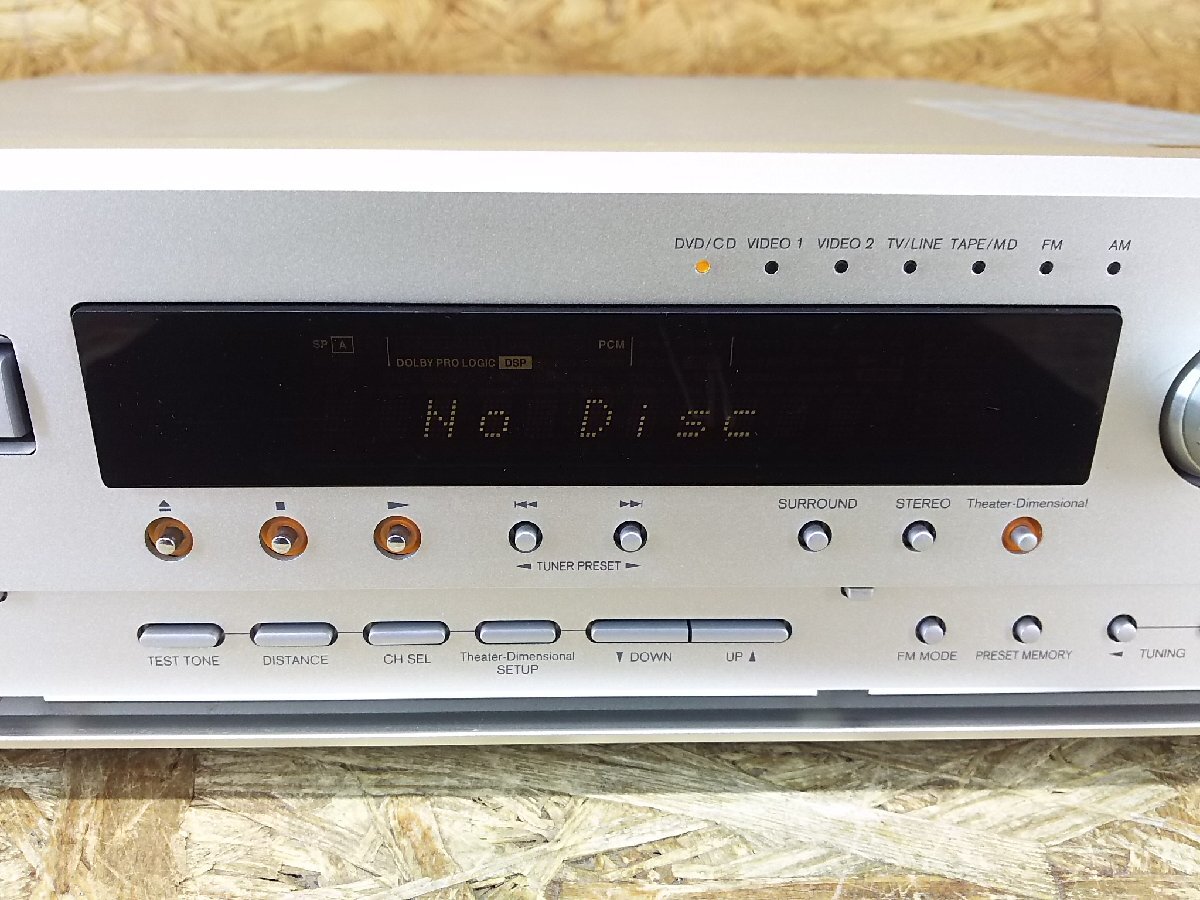 DVD/CD VIDEO 1 VIDEO 2 TV/LINE TAPE/MD FM AM
SP A PCM
DOLBY PRO LOGIC DSP
No Disc
SURROUND STEREO Theater-Dimensional
◄ TUNER PRESET ►
TEST TONE DISTANCE CH SEL Theater-Dimensional ▼ DOWN UP ▲ FM MODE PRESET MEMORY ◄ TUNING
SETUP